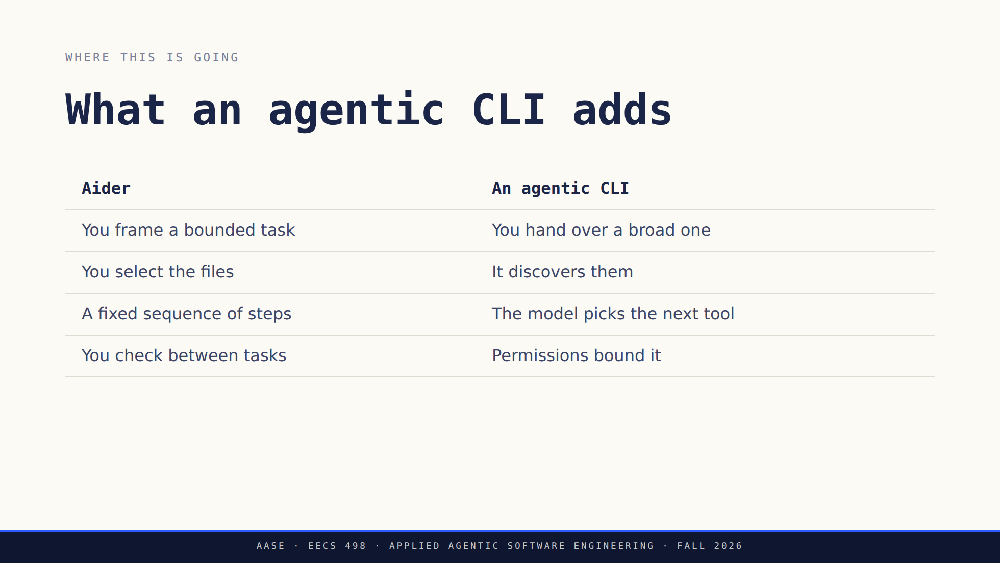 WHERE THIS IS GOING
What an agentic CLI adds
Aider An agentic CLI
You frame a bounded task You hand over a broad one
You select the files It discovers them
A fixed sequence of steps The model picks the next tool
You check between tasks Permissions bound it
AASE · EECS 498 · APPLIED AGENTIC SOFTWARE ENGINEERING · FALL 2026